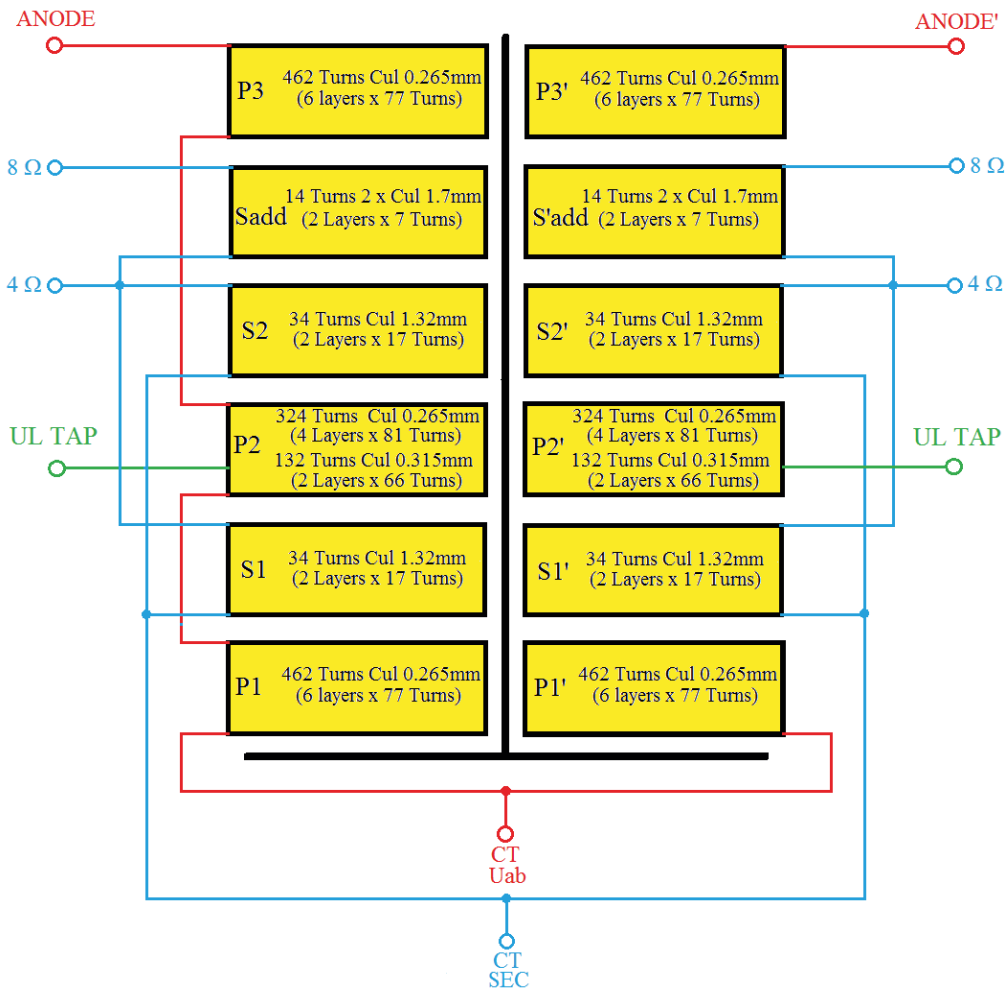 ANODE
ANODE'
P3
462 Turns Cul 0.265mm
(6 layers x 77 Turns)
P3'
462 Turns Cul 0.265mm
(6 layers x 77 Turns)
8 Ω
Sadd
14 Turns 2 x Cul 1.7mm
(2 Layers x 7 Turns)
S'add
14 Turns 2 x Cul 1.7mm
(2 Layers x 7 Turns)
8 Ω
4 Ω
S2
34 Turns Cul 1.32mm
(2 Layers x 17 Turns)
S2'
34 Turns Cul 1.32mm
(2 Layers x 17 Turns)
4 Ω
UL TAP
P2
324 Turns Cul 0.265mm
(4 Layers x 81 Turns)
132 Turns Cul 0.315mm
(2 Layers x 66 Turns)
P2'
324 Turns Cul 0.265mm
(4 Layers x 81 Turns)
132 Turns Cul 0.315mm
(2 Layers x 66 Turns)
UL TAP
S1
34 Turns Cul 1.32mm
(2 Layers x 17 Turns)
S1'
34 Turns Cul 1.32mm
(2 Layers x 17 Turns)
P1
462 Turns Cul 0.265mm
(6 layers x 77 Turns)
P1'
462 Turns Cul 0.265mm
(6 layers x 77 Turns)
CT
Uab
CT
SEC